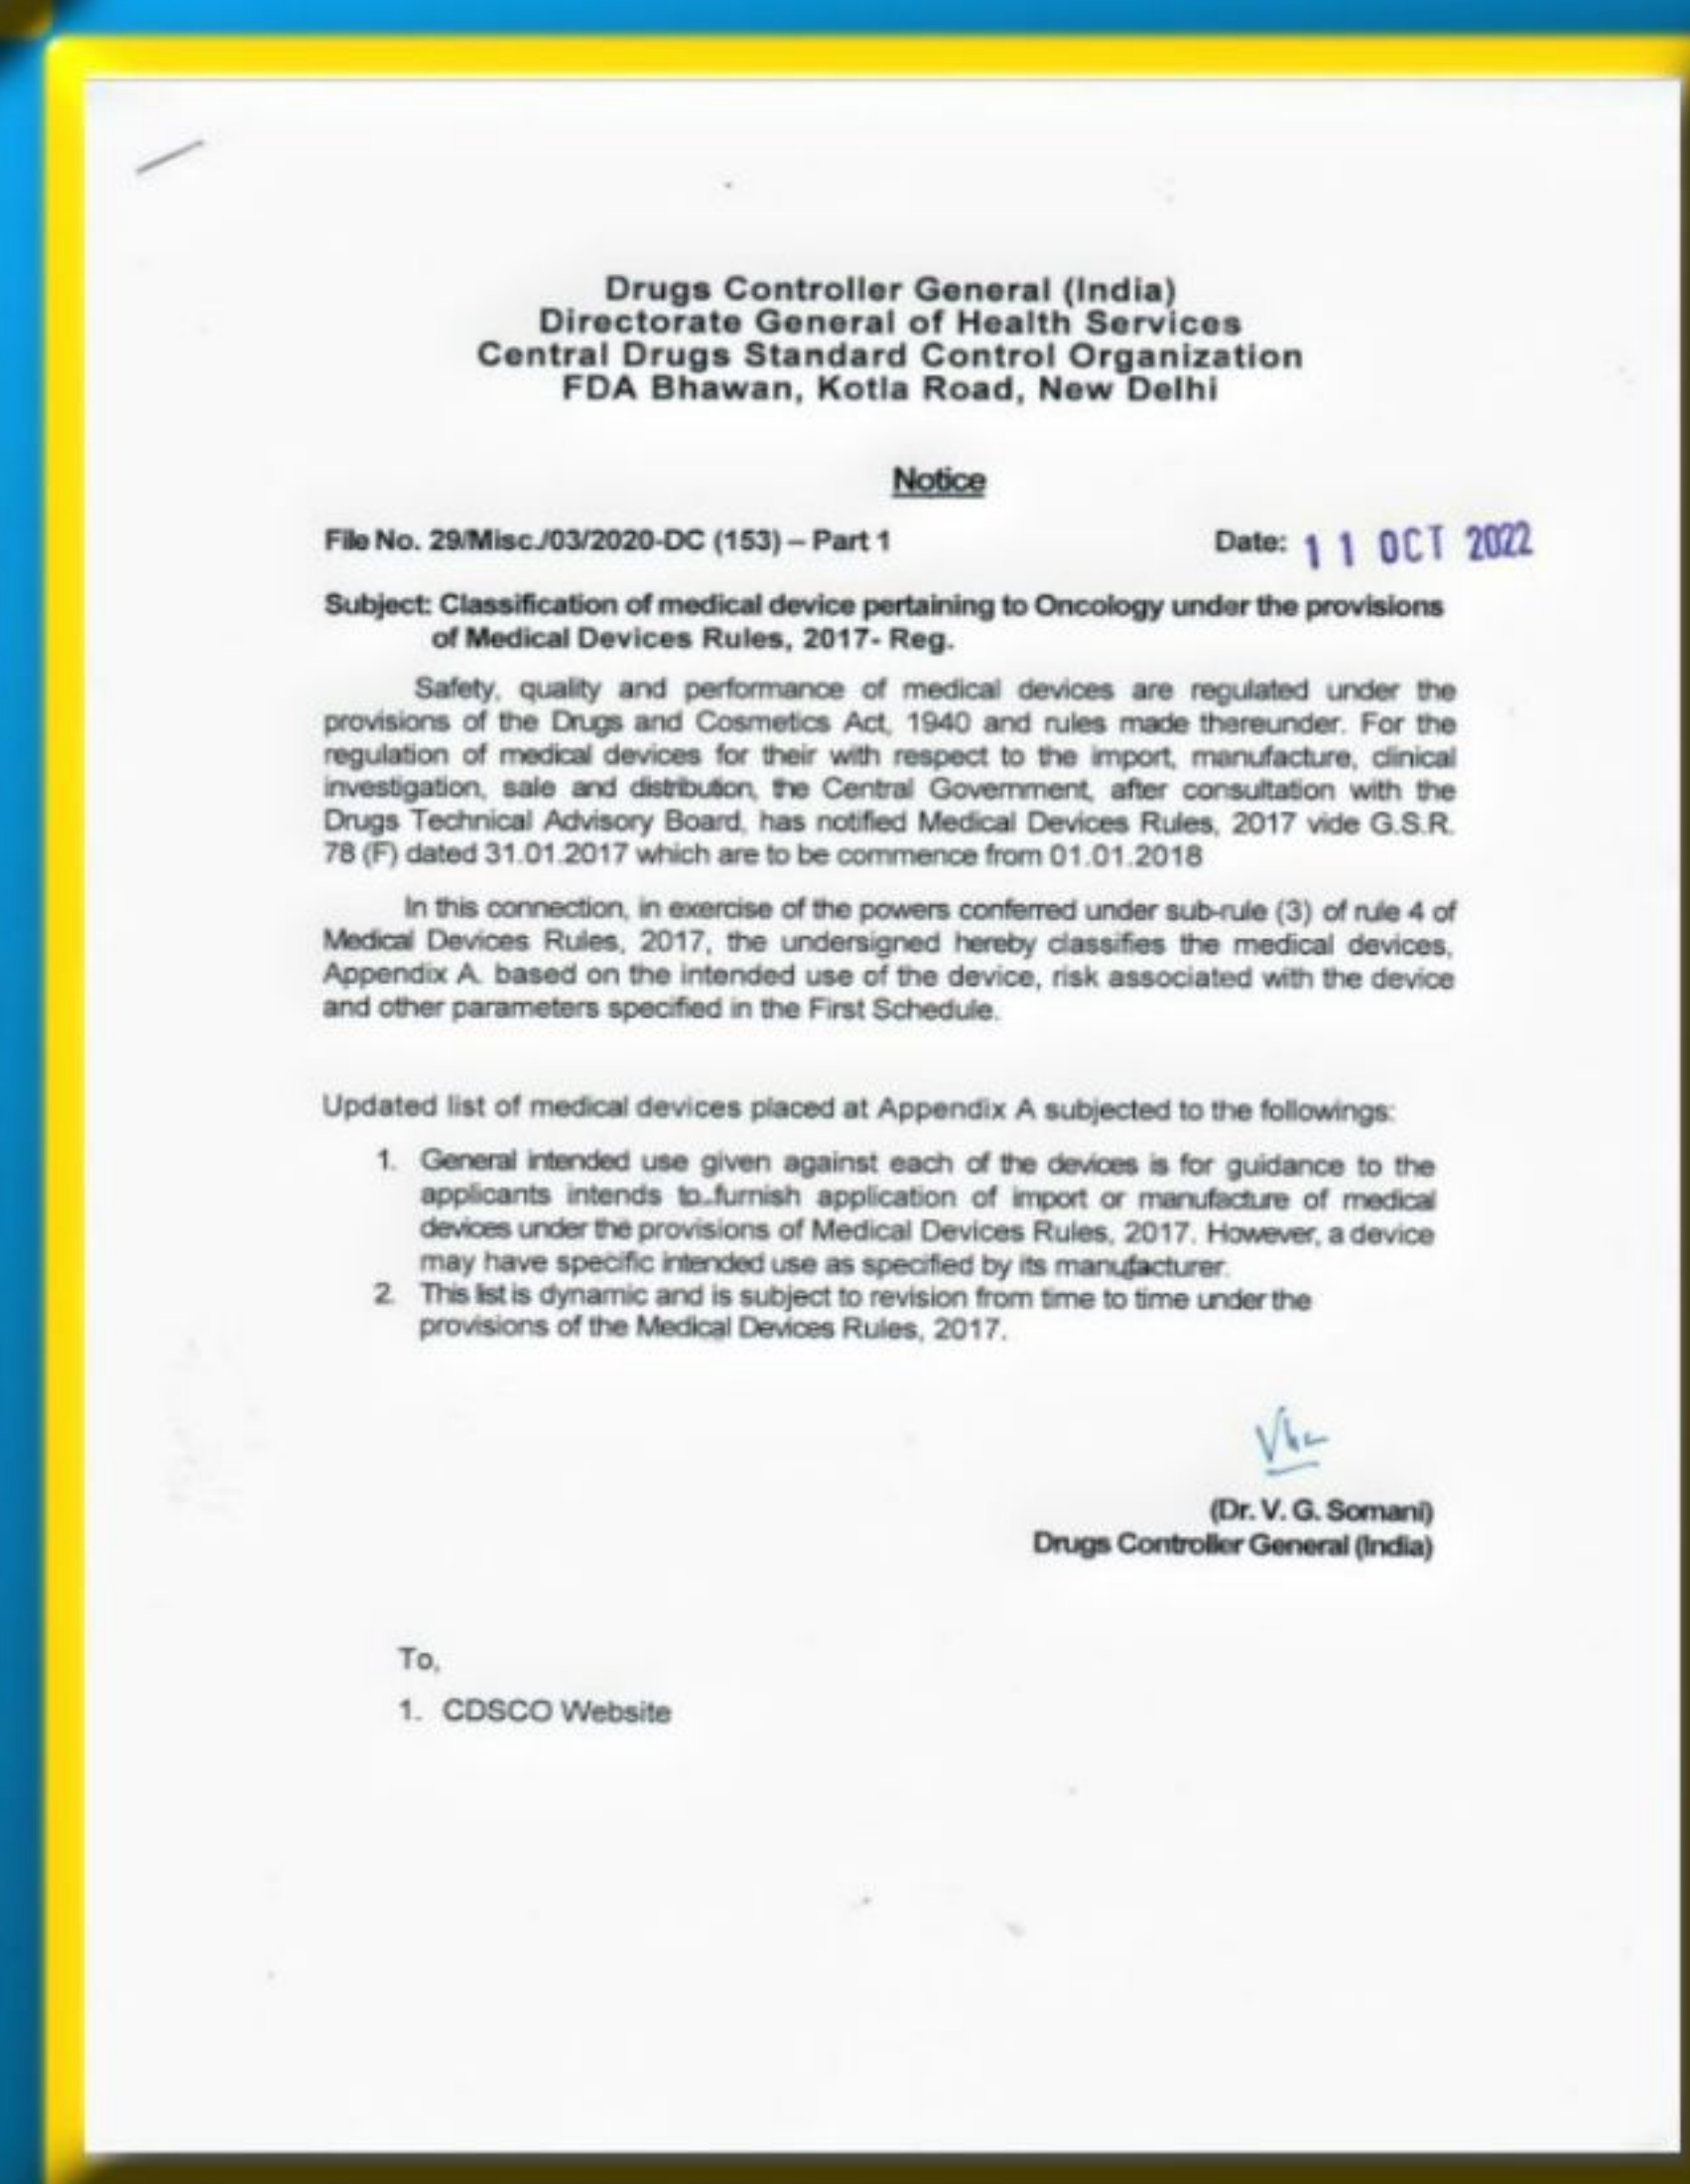 Drugs Controller General (India)
Directorate General of Health Services
Central Drugs Standard Control Organization
FDA Bhawan, Kotla Road, New Delhi
Notice
File No. 29/Misc./03/2020-DC (153) – Part 1 Date: 11 OCT 2022
Subject: Classification of medical device pertaining to Oncology under the provisions
of Medical Devices Rules, 2017- Reg.
Safety, quality and performance of medical devices are regulated under the
provisions of the Drugs and Cosmetics Act, 1940 and rules made thereunder. For the
regulation of medical devices for their with respect to the import, manufacture, clinical
investigation, sale and distribution, the Central Government, after consultation with the
Drugs Technical Advisory Board, has notified Medical Devices Rules, 2017 vide G.S.R.
78 (F) dated 31.01.2017 which are to be commence from 01.01.2018
In this connection, in exercise of the powers conferred under sub-rule (3) of rule 4 of
Medical Devices Rules, 2017, the undersigned hereby classifies the medical devices,
Appendix A. based on the intended use of the device, risk associated with the device
and other parameters specified in the First Schedule.
Updated list of medical devices placed at Appendix A subjected to the followings:
1. General intended use given against each of the devices is for guidance to the
applicants intends to furnish application of import or manufacture of medical
devices under the provisions of Medical Devices Rules, 2017. However, a device
may have specific intended use as specified by its manufacturer.
2. This list is dynamic and is subject to revision from time to time under the
provisions of the Medical Devices Rules, 2017.
(Dr. V. G. Somani)
Drugs Controller General (India)
To,
1. CDSCO Website